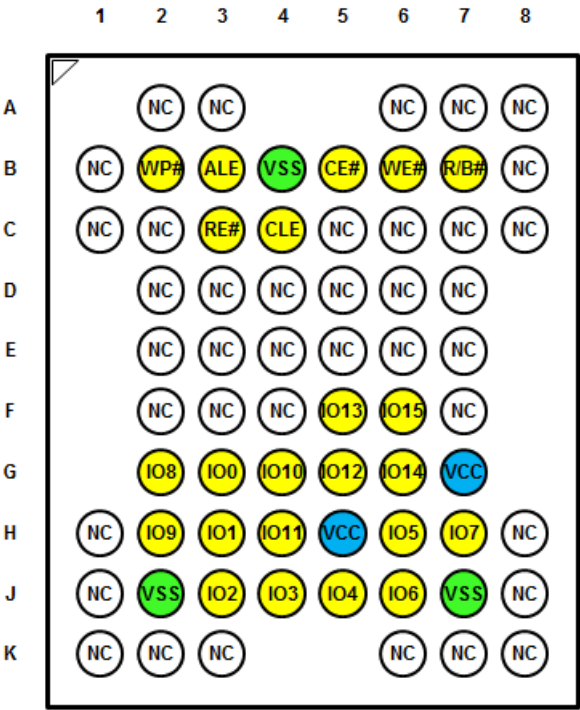 1 2 3 4 5 6 7 8
A NC NC NC NC NC
B NC WP# ALE VSS CE# WE# R/B# NC
C NC NC RE# CLE NC NC NC NC
D NC NC NC NC NC NC
E NC NC NC NC NC NC
F NC NC NC IO13 IO15 NC
G IO8 IO0 IO10 IO12 IO14 VCC
H NC IO9 IO1 IO11 VCC IO5 IO7 NC
J NC VSS IO2 IO3 IO4 IO6 VSS NC
K NC NC NC NC NC NC